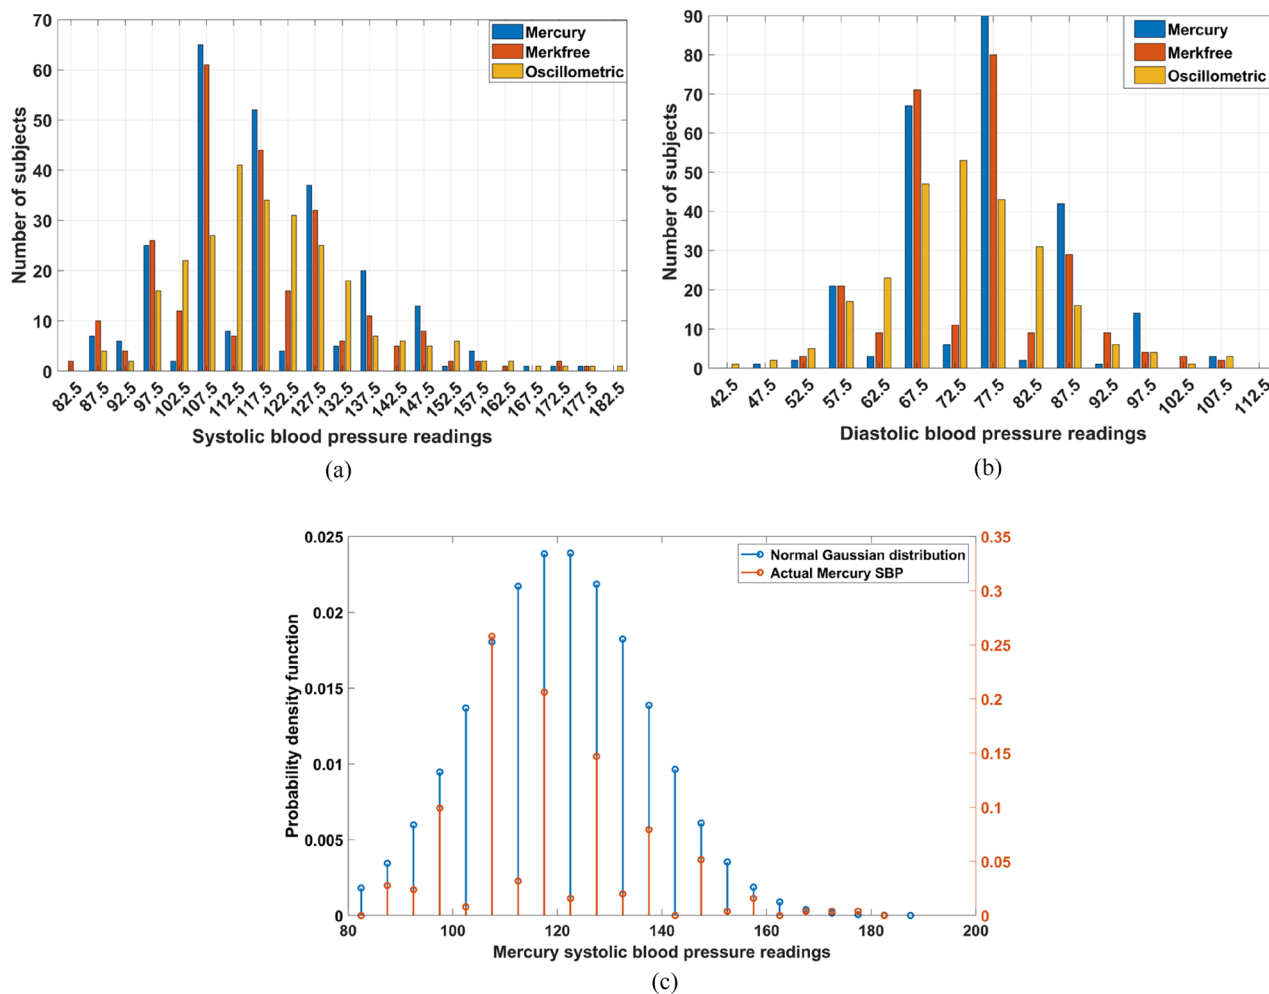 Mercury
Merkfree
Oscillometric
Number of subjects
70
60
50
40
30
20
10
0
82.5 87.5 92.5 97.5 102.5 107.5 112.5 117.5 122.5 127.5 132.5 137.5 142.5 147.5 152.5 157.5 162.5 167.5 172.5 177.5 182.5
Systolic blood pressure readings
(a)
Mercury
Merkfree
Oscillometric
Number of subjects
90
80
70
60
50
40
30
20
10
0
42.5 47.5 52.5 57.5 62.5 67.5 72.5 77.5 82.5 87.5 92.5 97.5 102.5 107.5 112.5
Diastolic blood pressure readings
(b)
Normal Gaussian distribution
Actual Mercury SBP
Probability density function
0.025
0.02
0.015
0.01
0.005
0
0.35
0.3
0.25
0.2
0.15
0.1
0.05
0
80 100 120 140 160 180 200
Mercury systolic blood pressure readings
(c)